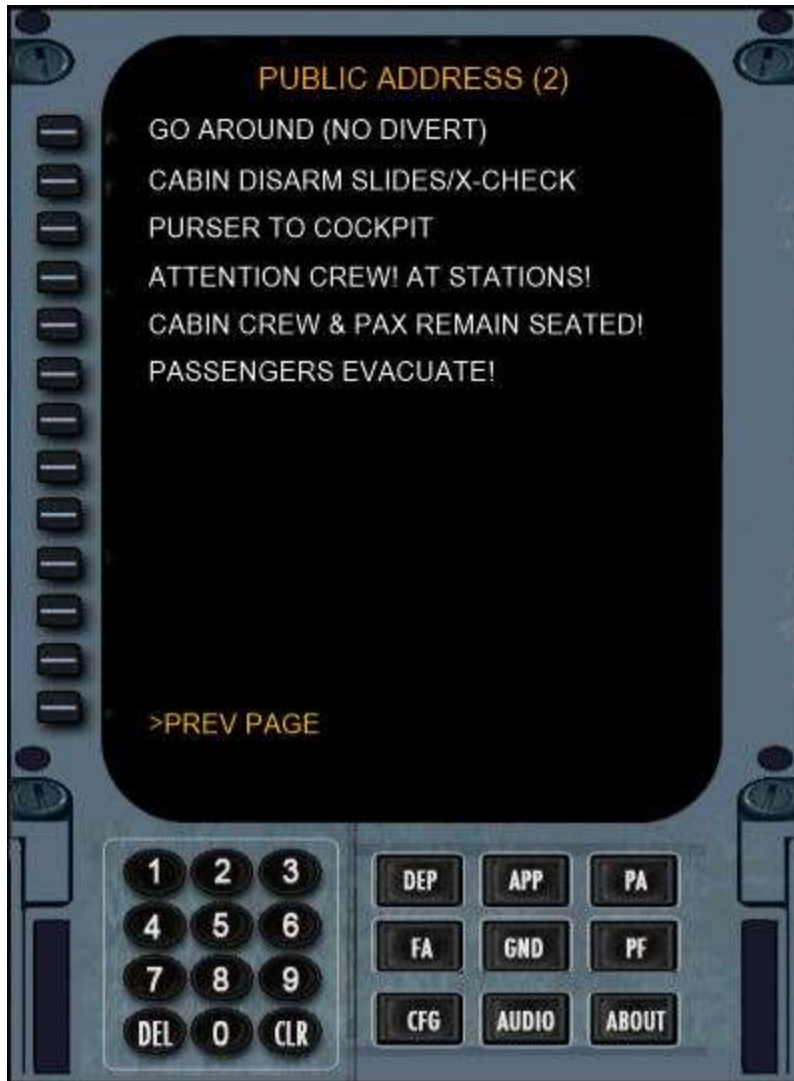 PUBLIC ADDRESS (2)
GO AROUND (NO DIVERT)
CABIN DISARM SLIDES/X-CHECK
PURSER TO COCKPIT
ATTENTION CREW! AT STATIONS!
CABIN CREW & PAX REMAIN SEATED!
PASSENGERS EVACUATE!
>PREV PAGE
1 2 3
DEP APP PA
4 5 6
FA GND PF
7 8 9
DEL 0 CLR
CFG AUDIO ABOUT